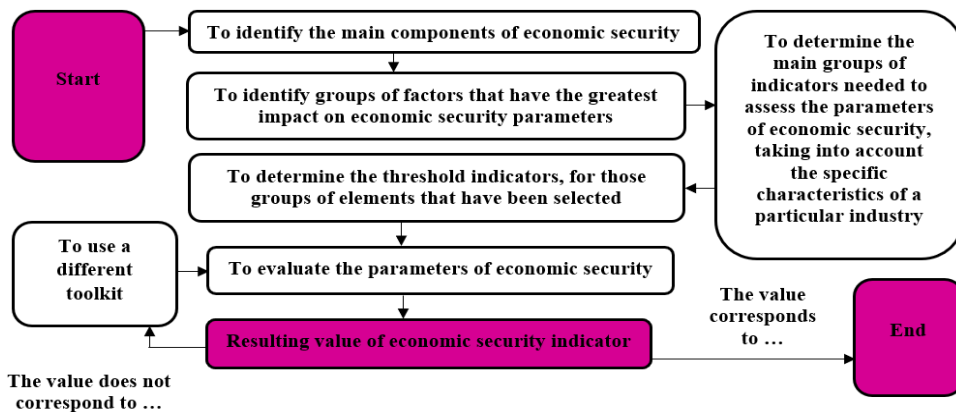 Start
To identify the main components of economic security
To identify groups of factors that have the greatest
impact on economic security parameters
To determine the
main groups of
indicators needed to
assess the parameters
of economic security,
taking into account
the specific
characteristics of a
particular industry
To determine the threshold indicators, for those
groups of elements that have been selected
To use a
different
toolkit
To evaluate the parameters of economic security
Resulting value of economic security indicator
The value
corresponds
to …
End
The value does not
correspond to …